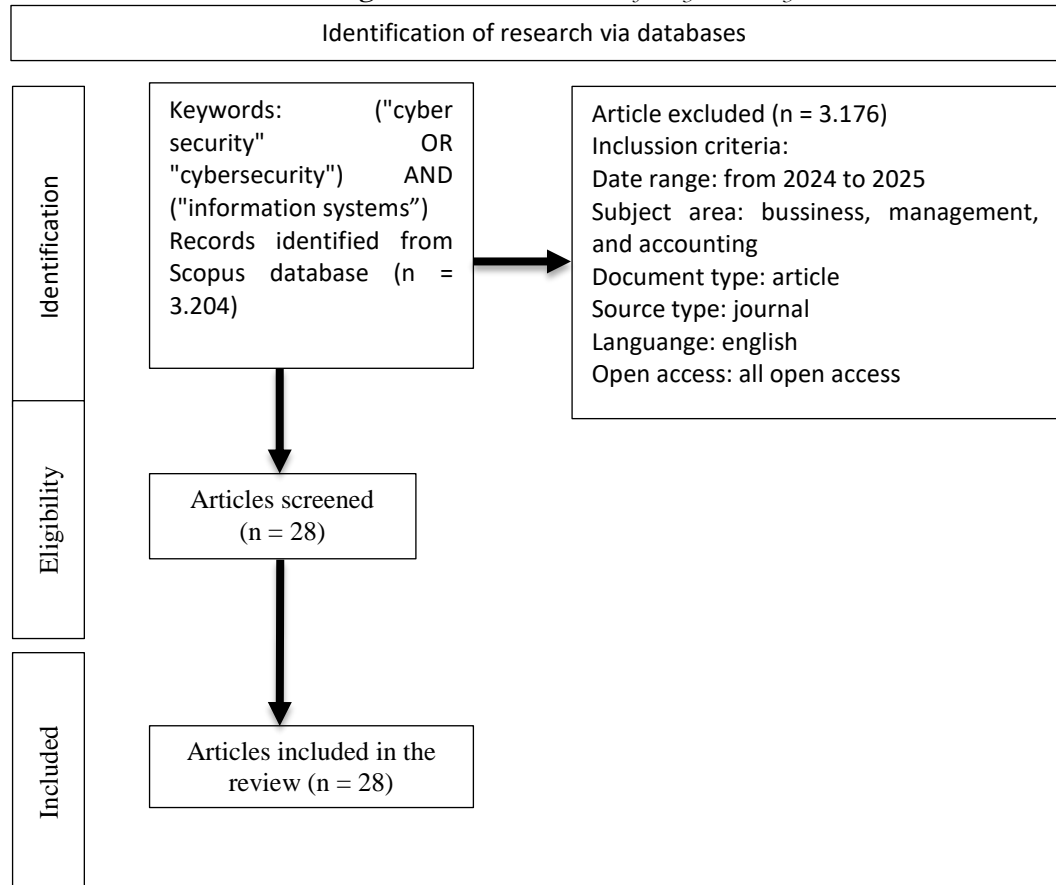 Identification of research via databases
Identification
Keywords: ("cyber
security" OR
"cybersecurity") AND
("information systems”)
Records identified from
Scopus database (n =
3.204)
Article excluded (n = 3.176)
Inclussion criteria:
Date range: from 2024 to 2025
Subject area: bussiness, management,
and accounting
Document type: article
Source type: journal
Languange: english
Open access: all open access
Eligibility
Articles screened
(n = 28)
Included
Articles included in the
review (n = 28)